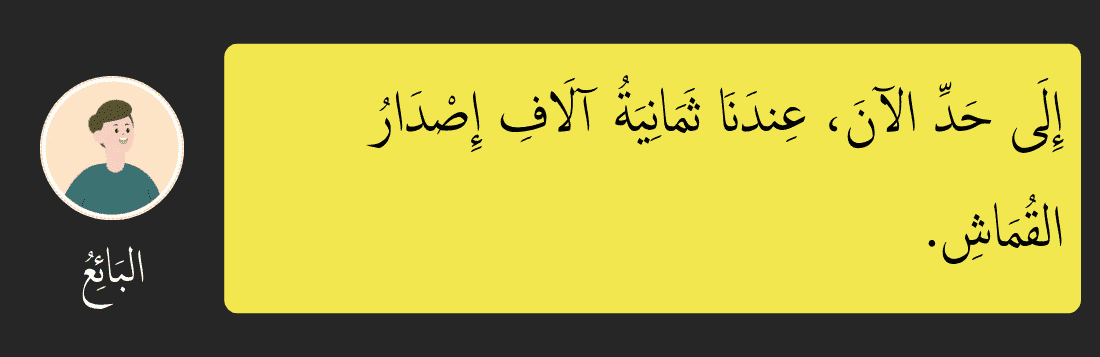 إِلَى حَدِّ الآنَ، عِندَنَا ثَمَانِيَةُ آلَافِ إِصْدَارُ
القُمَاشِ.
البَائِعُ